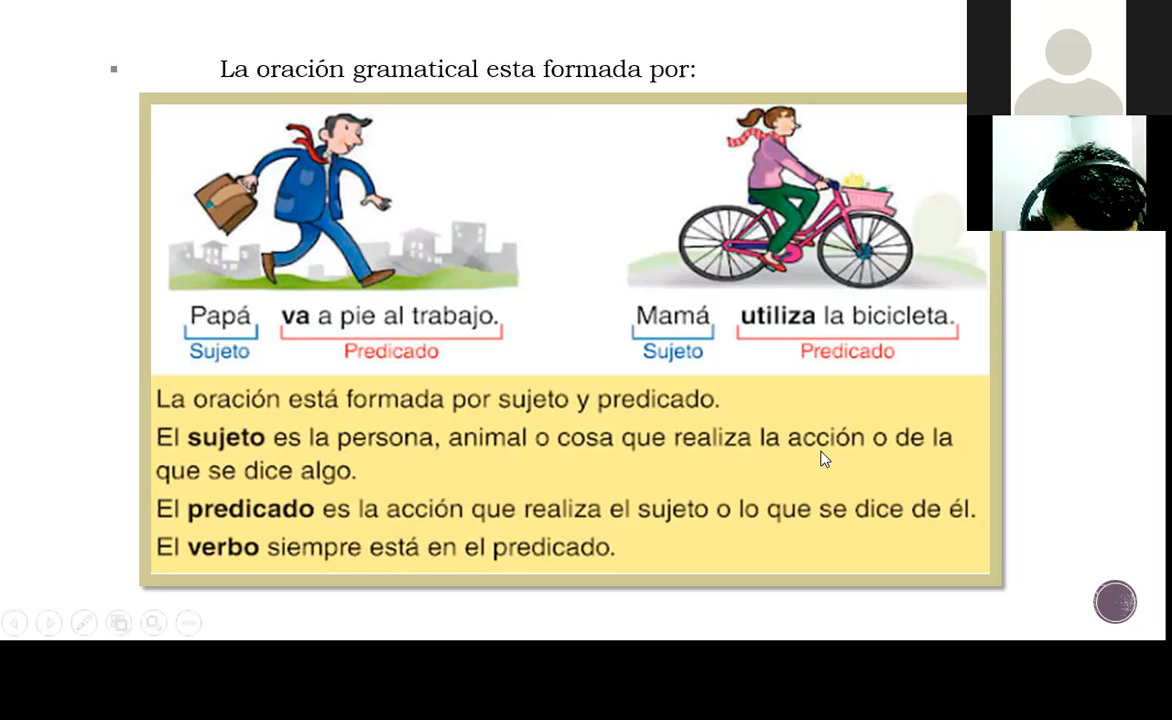 La oración gramatical esta formada por:
Papá va a pie al trabajo.
Sujeto Predicado
Mamá utiliza la bicicleta.
Sujeto Predicado
La oración está formada por sujeto y predicado.
El sujeto es la persona, animal o cosa que realiza la acción o de la
que se dice algo.
El predicado es la acción que realiza el sujeto o lo que se dice de él.
El verbo siempre está en el predicado.